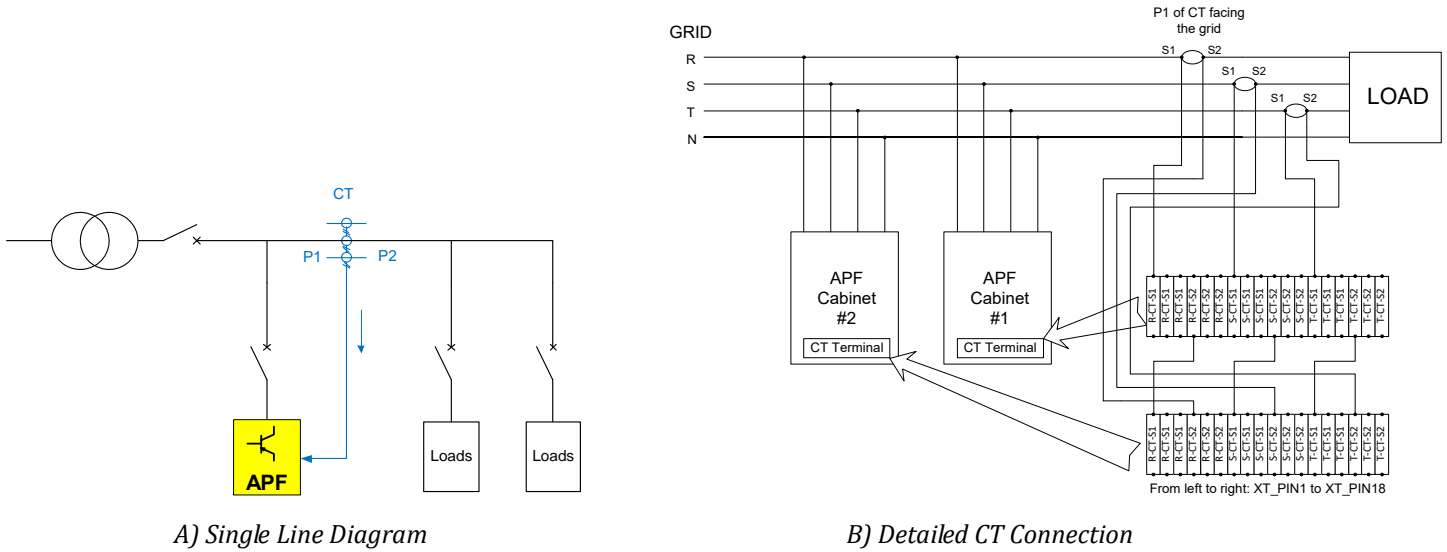 CT
P1
P2
APF
Loads
Loads
A) Single Line Diagram
P1 of CT facing
the grid
GRID
R
S
T
N
S1
S2
S1
S2
S1
S2
LOAD
APF
Cabinet
#2
CT Terminal
APF
Cabinet
#1
CT Terminal
R-CT-S1
R-CT-S1
R-CT-S1
R-CT-S2
R-CT-S2
R-CT-S2
S-CT-S1
S-CT-S1
S-CT-S1
S-CT-S2
S-CT-S2
S-CT-S2
T-CT-S1
T-CT-S1
T-CT-S1
T-CT-S2
T-CT-S2
T-CT-S2
R-CT-S1
R-CT-S1
R-CT-S1
R-CT-S2
R-CT-S2
R-CT-S2
S-CT-S1
S-CT-S1
S-CT-S1
S-CT-S2
S-CT-S2
S-CT-S2
T-CT-S1
T-CT-S1
T-CT-S1
T-CT-S2
T-CT-S2
T-CT-S2
From left to right: XT_PIN1 to XT_PIN18
B) Detailed CT Connection